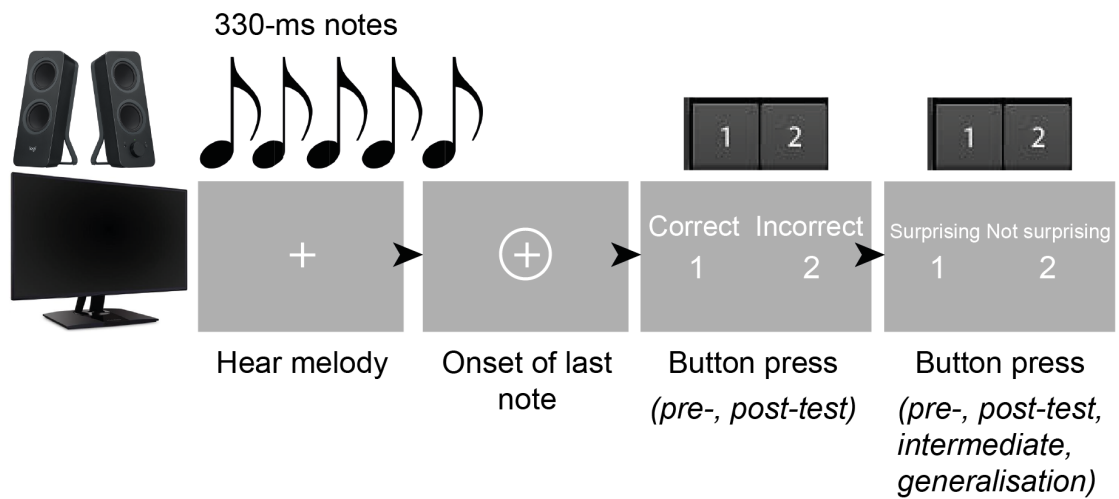 330-ms notes
1 2
1 2
Correct Incorrect
1 2
Surprising Not surprising
1 2
Hear melody
Onset of last
note
Button press
(pre-, post-test)
Button press
(pre-, post-test,
intermediate,
generalisation)